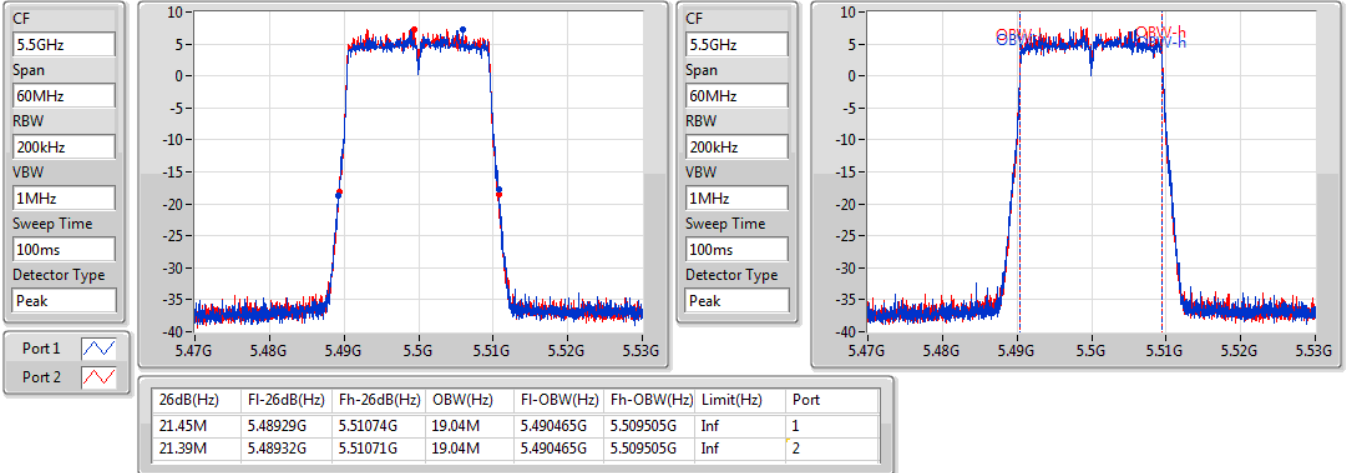 CF
5.5GHz
Span
60MHz
RBW
200kHz
VBW
1MHz
Sweep Time
100ms
Detector Type
Peak
10
5
0
-5
-10
-15
-20
-25
-30
-35
-40
5.47G 5.48G 5.49G 5.5G 5.51G 5.52G 5.53G
CF
5.5GHz
Span
60MHz
RBW
200kHz
VBW
1MHz
Sweep Time
100ms
Detector Type
Peak
10
5
0
-5
-10
-15
-20
-25
-30
-35
-40
OBW OBW-h
OBW OBW-h
5.47G 5.48G 5.49G 5.5G 5.51G 5.52G 5.53G
Port 1
Port 2
26dB(Hz) Fl-26dB(Hz) Fh-26dB(Hz) OBW(Hz) Fl-OBW(Hz) Fh-OBW(Hz) Limit(Hz) Port
21.45M 5.48929G 5.51074G 19.04M 5.490465G 5.509505G Inf 1
21.39M 5.48932G 5.51071G 19.04M 5.490465G 5.509505G Inf 2